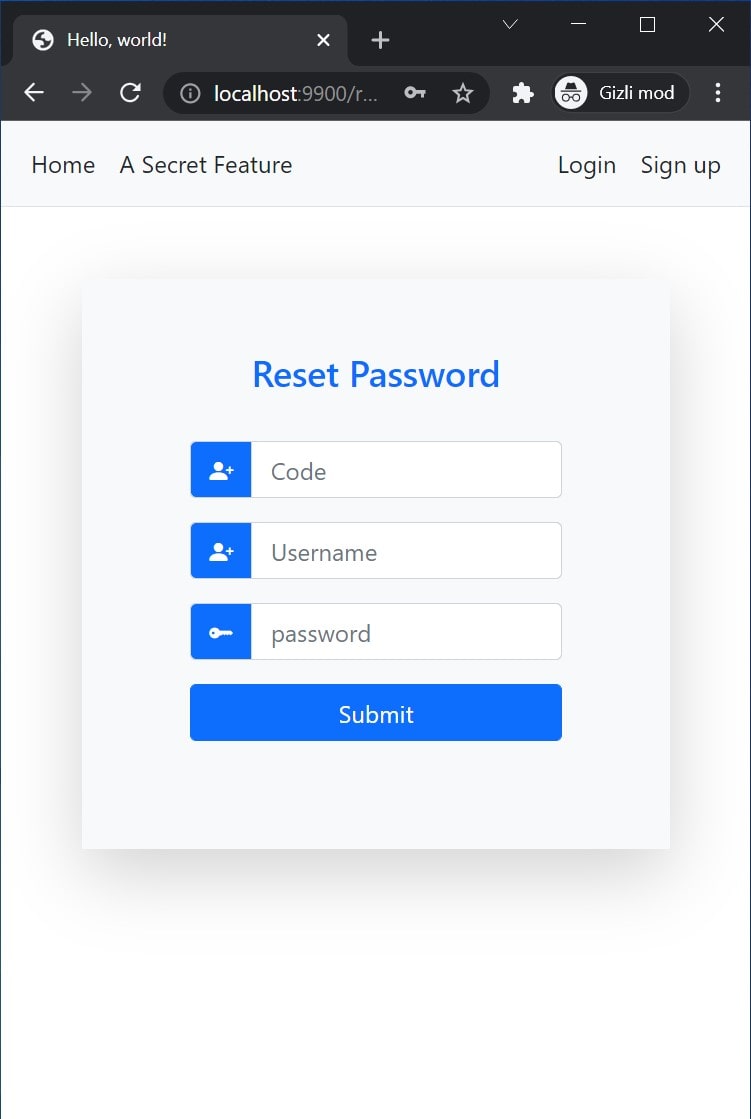 Hello, world!
localhost:9900/r...
Gizli mod
Home A Secret Feature Login Sign up
Reset Password
Code
Username
password
Submit